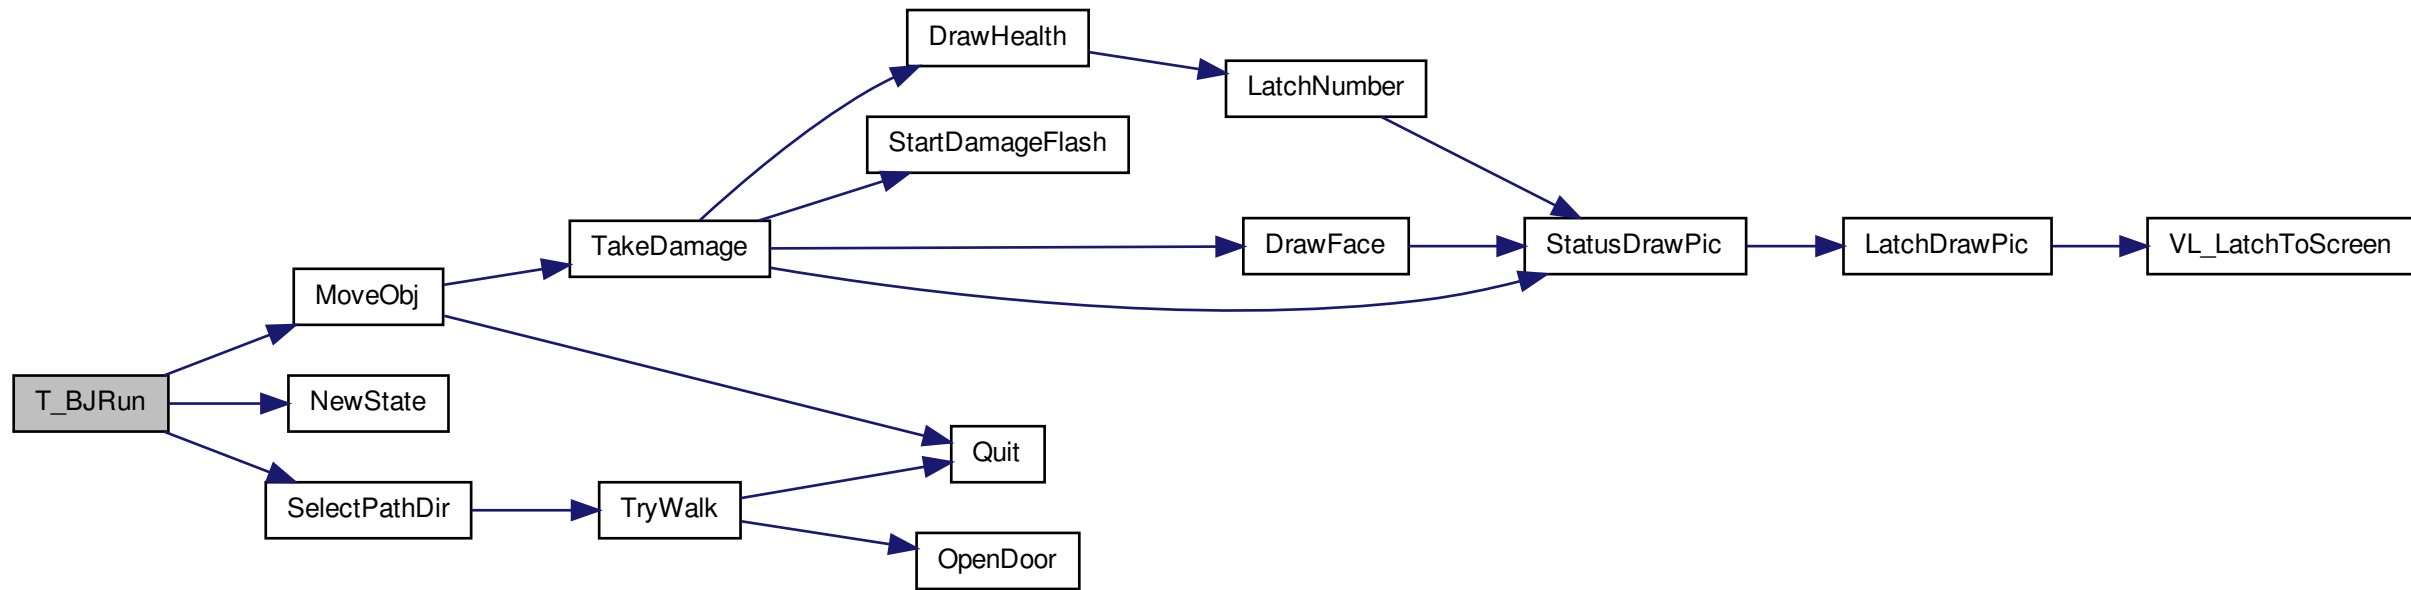 DrawHealth
LatchNumber
StartDamageFlash
TakeDamage
DrawFace
StatusDrawPic
LatchDrawPic
VL_LatchToScreen
MoveObj
T_BJRun
NewState
Quit
SelectPathDir
TryWalk
OpenDoor